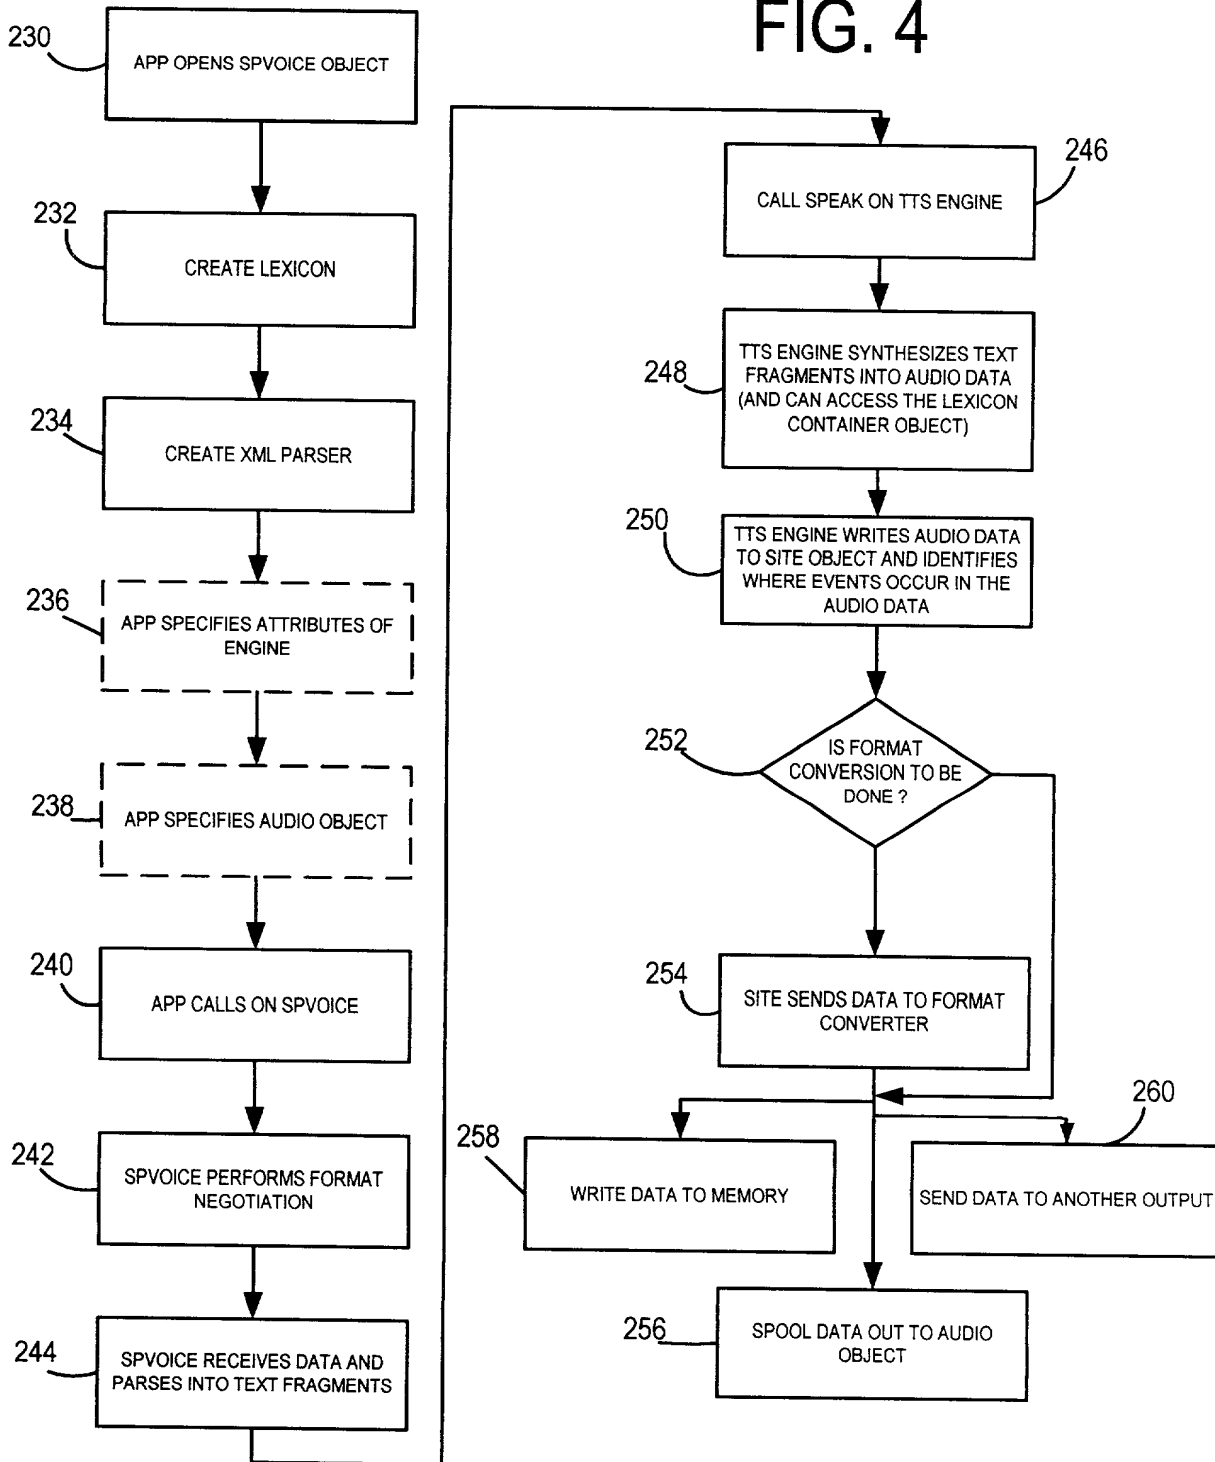 FIG. 4
230
APP OPENS SPVOICE OBJECT
232
CREATE LEXICON
234
CREATE XML PARSER
236
APP SPECIFIES ATTRIBUTES OF
ENGINE
238
APP SPECIFIES AUDIO OBJECT
240
APP CALLS ON SPVOICE
242
SPVOICE PERFORMS FORMAT
NEGOTIATION
244
SPVOICE RECEIVES DATA AND
PARSES INTO TEXT FRAGMENTS
246
CALL SPEAK ON TTS ENGINE
248
TTS ENGINE SYNTHESIZES TEXT
FRAGMENTS INTO AUDIO DATA
(AND CAN ACCESS THE LEXICON
CONTAINER OBJECT)
250
TTS ENGINE WRITES AUDIO DATA
TO SITE OBJECT AND IDENTIFIES
WHERE EVENTS OCCUR IN THE
AUDIO DATA
252
IS FORMAT
CONVERSION TO BE
DONE ?
254
SITE SENDS DATA TO FORMAT
CONVERTER
258
WRITE DATA TO MEMORY
260
SEND DATA TO ANOTHER OUTPUT
256
SPOOL DATA OUT TO AUDIO
OBJECT